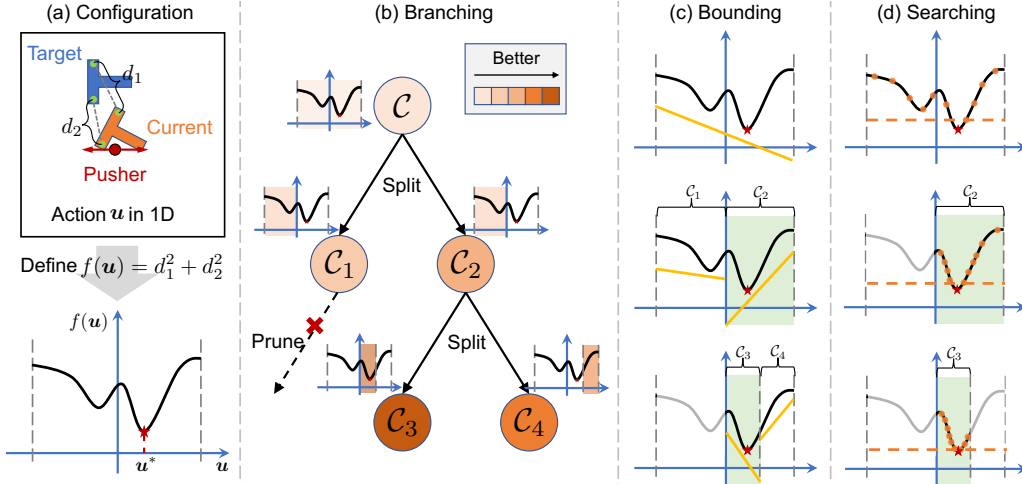 (a) Configuration
Target
d₁
d₂
Current
Pusher
Action u in 1D
Define f(u) = d₁² + d₂²
f(u)
u*
u
(b) Branching
Better
C
Split
C₁
C₂
Prune
Split
C₃
C₄
(c) Bounding
C₁
C₂
C₃
C₄
(d) Searching
C₂
C₃